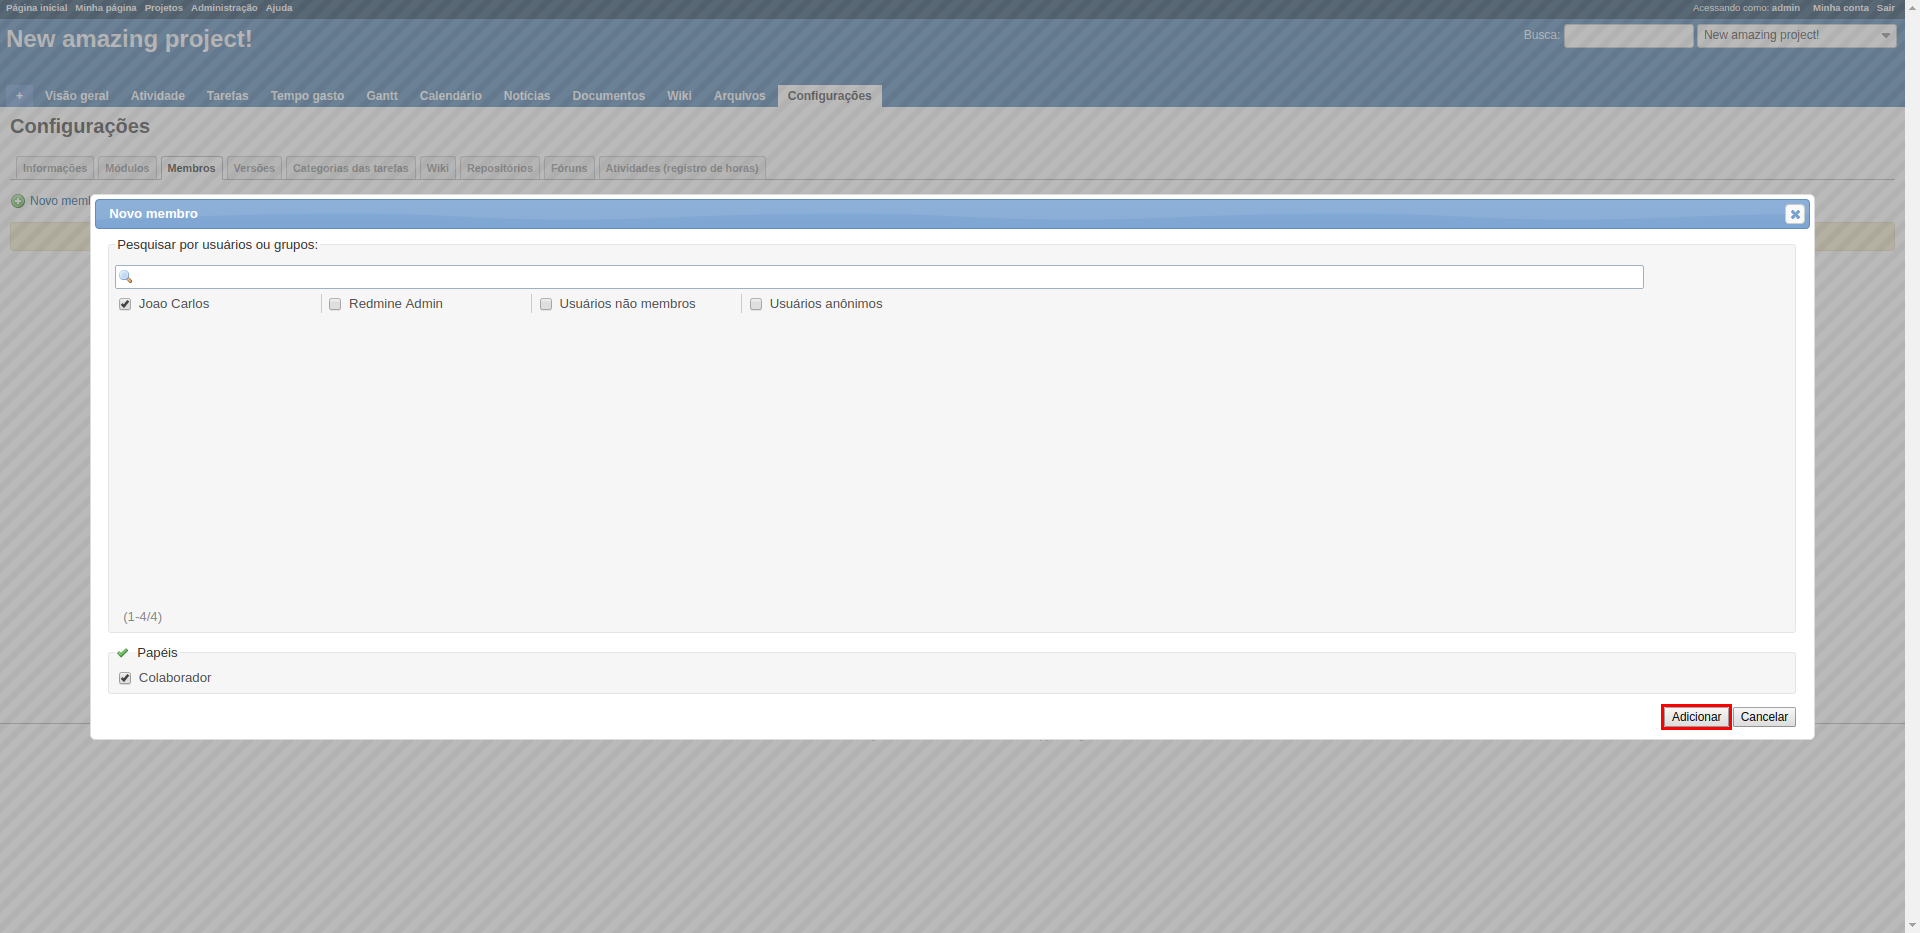 Página inicial Minha página Projetos Administração Ajuda
Acessando como: admin Minha conta Sair
New amazing project!
Busca: New amazing project!
+ Visão geral Atividade Tarefas Tempo gasto Gantt Calendário Notícias Documentos Wiki Arquivos Configurações
Configurações
Informações Módulos Membros Versões Categorias das tarefas Wiki Repositórios Fóruns Atividades (registro de horas)
Novo
Novo membro
Pesquisar por usuários ou grupos:
Joao Carlos Redmine Admin Usuários não membros Usuários anônimos
(1-4/4)
Papéis
Colaborador
Adicionar Cancelar